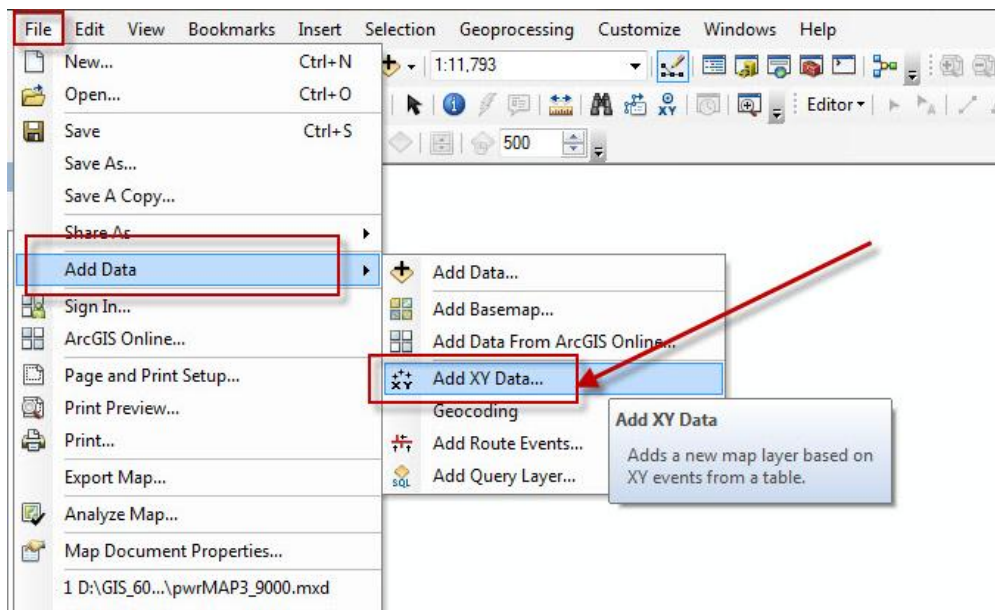 File Edit View Bookmarks Insert Selection Geoprocessing Customize Windows Help
New... Ctrl+N
1:11,793
Open... Ctrl+O
XY
Editor
Save Ctrl+S
500
Save As...
Save A Copy...
Share As
Add Data
Add Data...
Sign In...
Add Basemap...
ArcGIS Online...
Add Data From ArcGIS Online...
Page and Print Setup...
XY Add XY Data...
Print Preview...
Geocoding
Add XY Data
Print...
Add Route Events...
Adds a new map layer based on
XY events from a table.
Export Map...
SQL Add Query Layer...
Analyze Map...
Map Document Properties...
1 D:\GIS_60...\pwrMAP3_9000.mxd